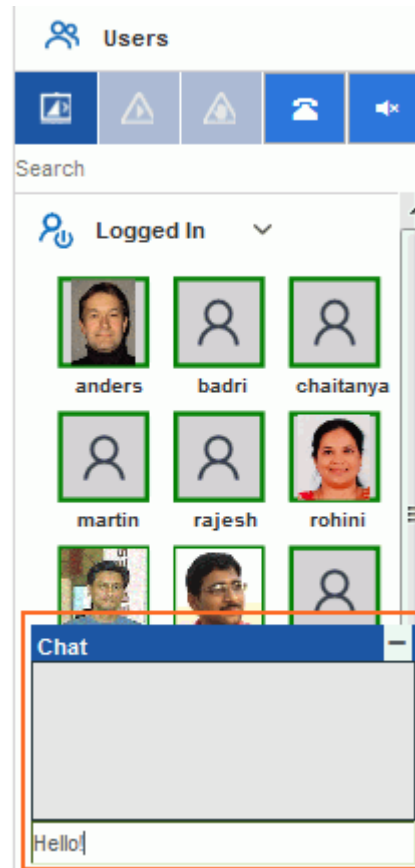 Users
Search
Logged In
anders badri chaitanya
martin rajesh rohini
Chat
Hello!